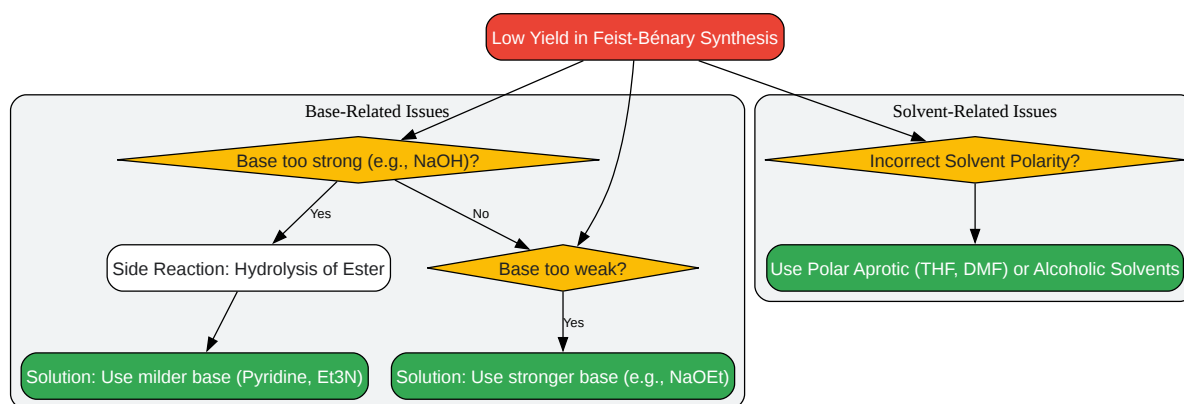 Low Yield in Feist-Bénary Synthesis
Base-Related Issues
Solvent-Related Issues
Base too strong (e.g., NaOH)?
Incorrect Solvent Polarity?
Yes
No
Side Reaction: Hydrolysis of Ester
Base too weak?
Use Polar Aprotic (THF, DMF) or Alcoholic Solvents
Yes
Solution: Use milder base (Pyridine, Et3N)
Solution: Use stronger base (e.g., NaOEt)